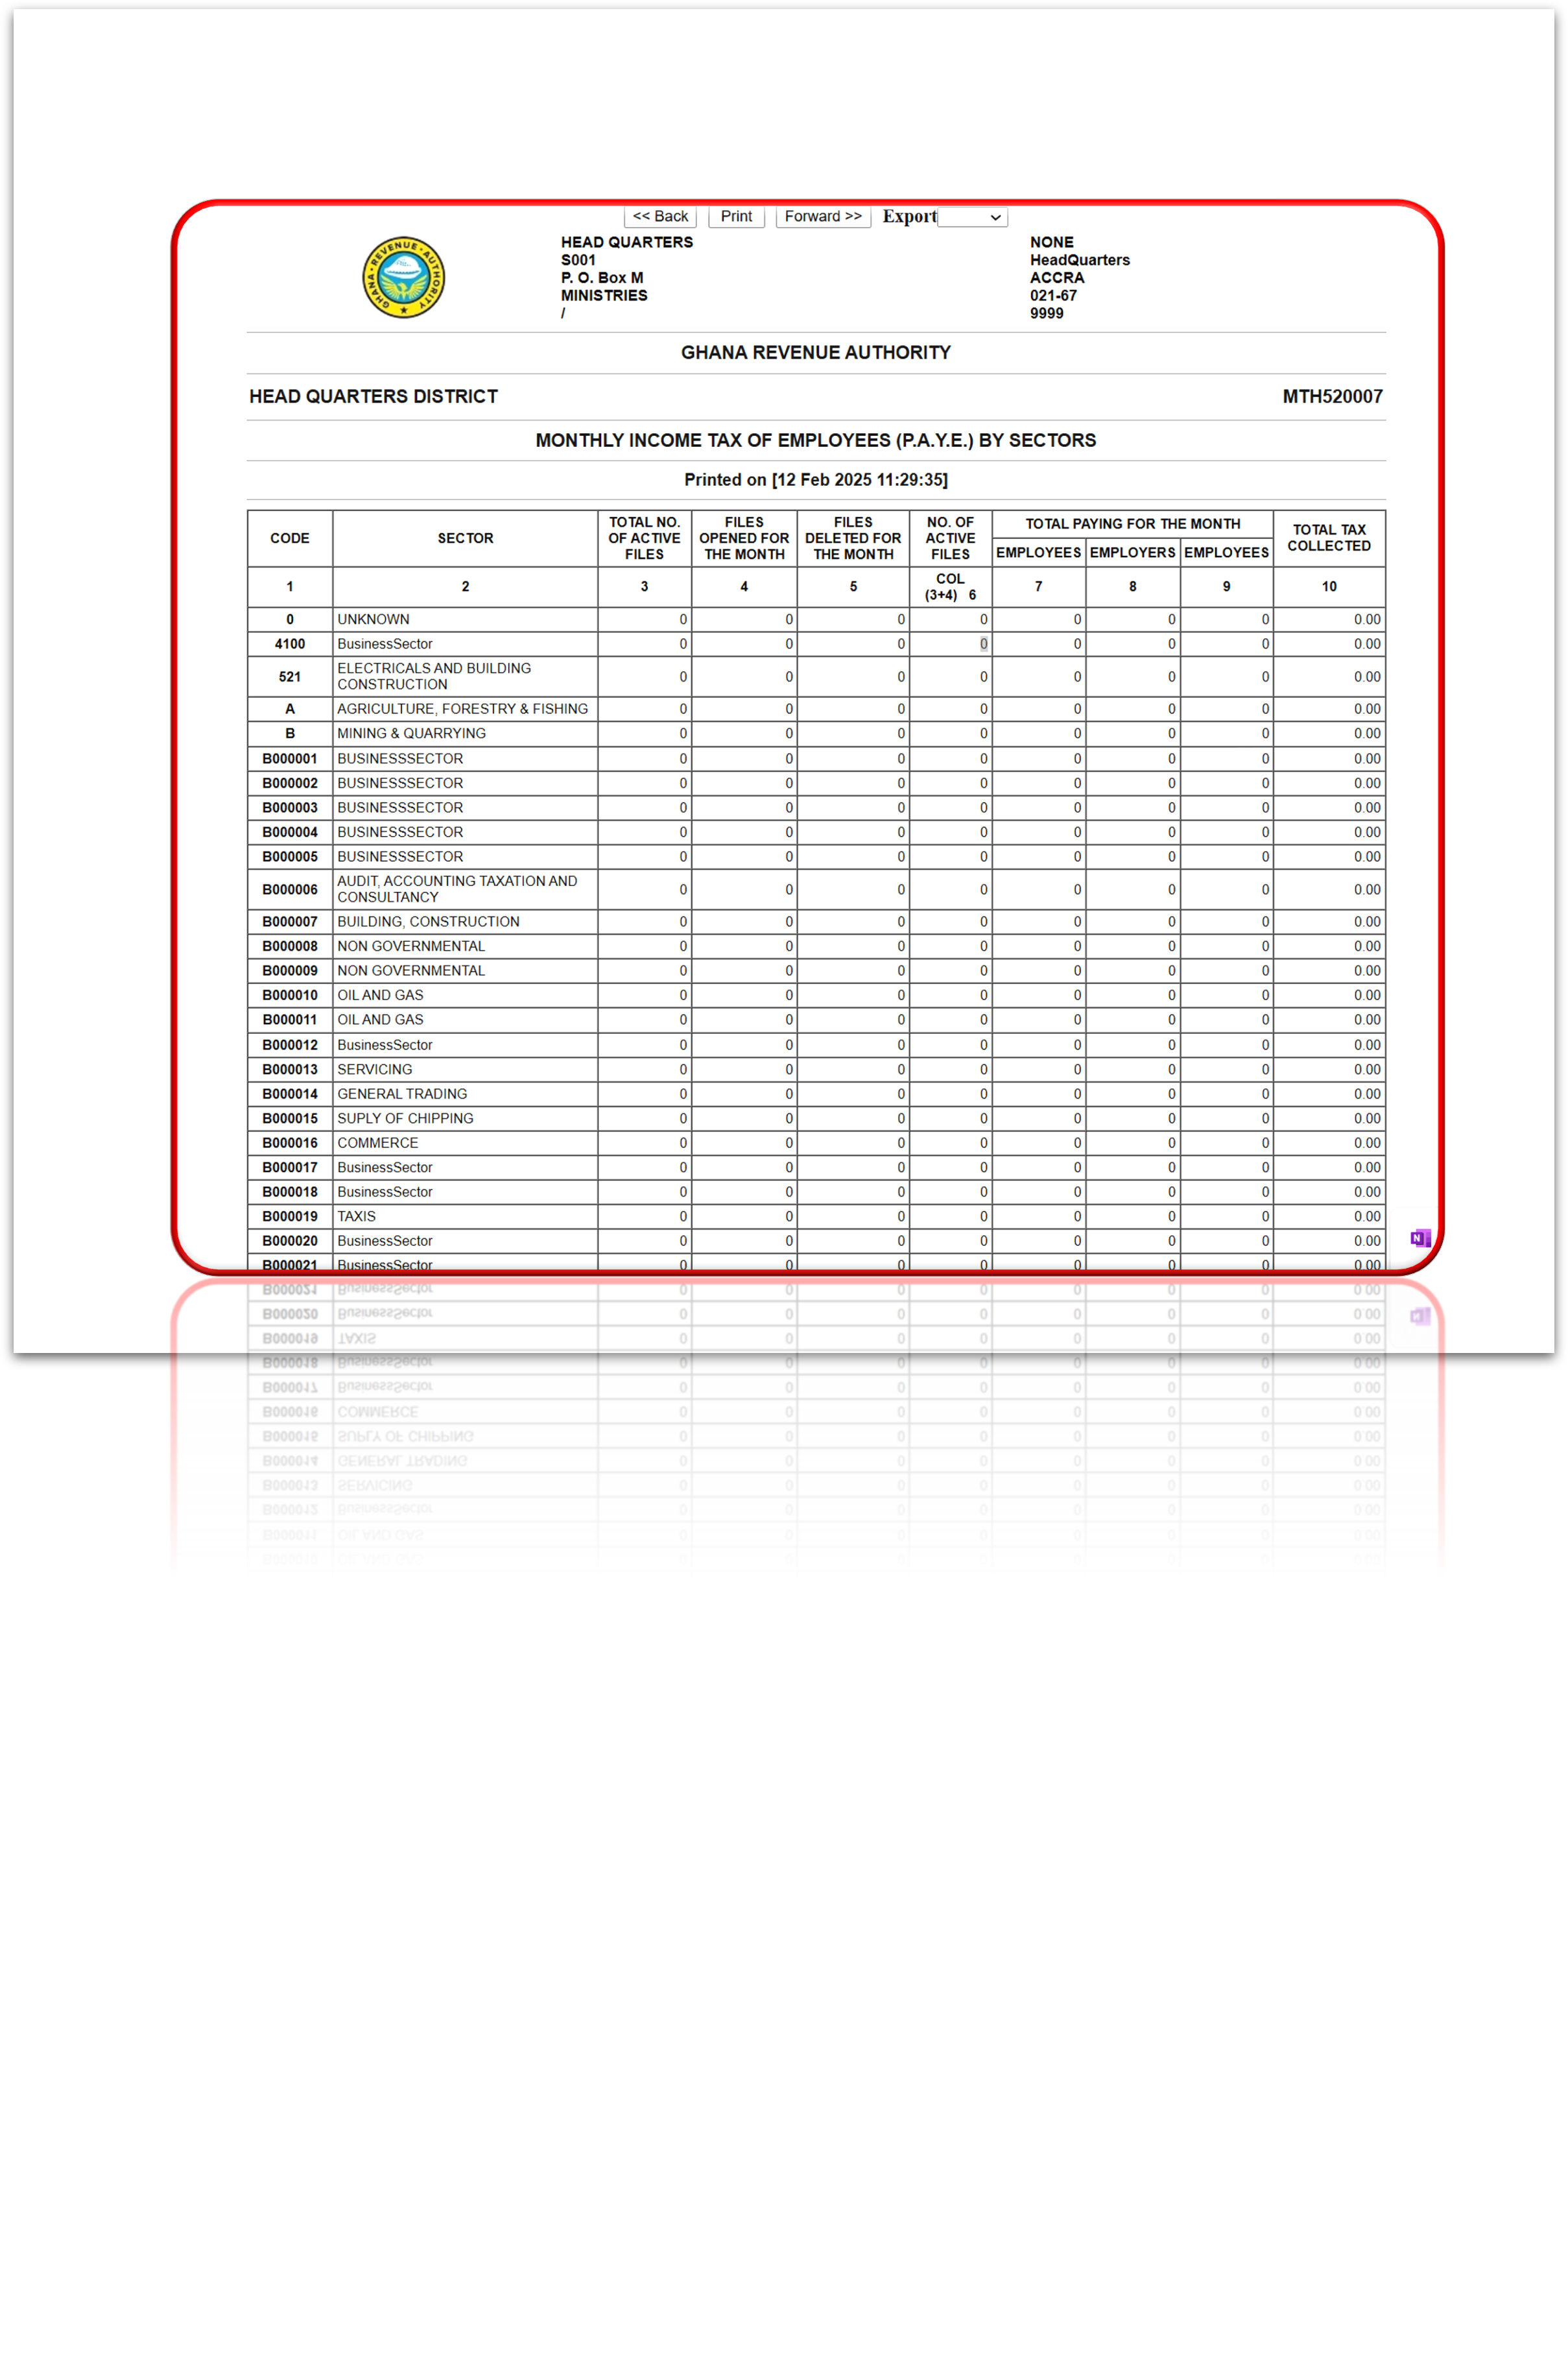 << Back Print Forward >> Export
GHANA REVENUE AUTHORITY
HEAD QUARTERS NONE
S001 HeadQuarters
P. O. Box M ACCRA
MINISTRIES 021-67
/ 9999
GHANA REVENUE AUTHORITY
HEAD QUARTERS DISTRICT MTH520007
MONTHLY INCOME TAX OF EMPLOYEES (P.A.Y.E.) BY SECTORS
Printed on [12 Feb 2025 11:29:35]
CODE SECTOR TOTAL NO. OF ACTIVE FILES FILES OPENED FOR THE MONTH FILES DELETED FOR THE MONTH NO. OF ACTIVE FILES TOTAL PAYING FOR THE MONTH TOTAL TAX COLLECTED
EMPLOYEES EMPLOYERS EMPLOYEES
1 2 3 4 5 COL (3+4) 6 7 8 9 10
0 UNKNOWN 0 0 0 0 0 0 0 0.00
4100 BusinessSector 0 0 0 0 0 0 0 0.00
521 ELECTRICALS AND BUILDING CONSTRUCTION 0 0 0 0 0 0 0 0.00
A AGRICULTURE, FORESTRY & FISHING 0 0 0 0 0 0 0 0.00
B MINING & QUARRYING 0 0 0 0 0 0 0 0.00
B000001 BUSINESSSECTOR 0 0 0 0 0 0 0 0.00
B000002 BUSINESSSECTOR 0 0 0 0 0 0 0 0.00
B000003 BUSINESSSECTOR 0 0 0 0 0 0 0 0.00
B000004 BUSINESSSECTOR 0 0 0 0 0 0 0 0.00
B000005 BUSINESSSECTOR 0 0 0 0 0 0 0 0.00
B000006 AUDIT, ACCOUNTING TAXATION AND CONSULTANCY 0 0 0 0 0 0 0 0.00
B000007 BUILDING, CONSTRUCTION 0 0 0 0 0 0 0 0.00
B000008 NON GOVERNMENTAL 0 0 0 0 0 0 0 0.00
B000009 NON GOVERNMENTAL 0 0 0 0 0 0 0 0.00
B000010 OIL AND GAS 0 0 0 0 0 0 0 0.00
B000011 OIL AND GAS 0 0 0 0 0 0 0 0.00
B000012 BusinessSector 0 0 0 0 0 0 0 0.00
B000013 SERVICING 0 0 0 0 0 0 0 0.00
B000014 GENERAL TRADING 0 0 0 0 0 0 0 0.00
B000015 SUPLY OF CHIPPING 0 0 0 0 0 0 0 0.00
B000016 COMMERCE 0 0 0 0 0 0 0 0.00
B000017 BusinessSector 0 0 0 0 0 0 0 0.00
B000018 BusinessSector 0 0 0 0 0 0 0 0.00
B000019 TAXIS 0 0 0 0 0 0 0 0.00
B000020 BusinessSector 0 0 0 0 0 0 0 0.00
B000021 BusinessSector 0 0 0 0 0 0 0 0.00
N